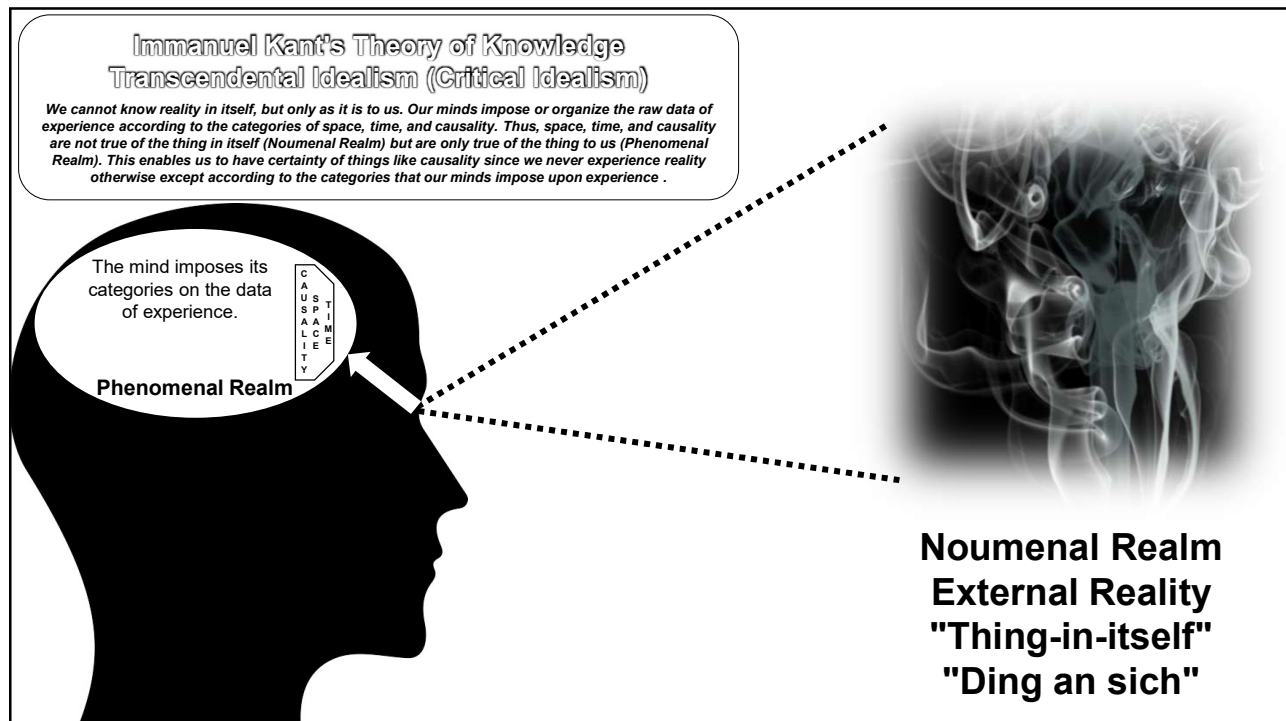 Immanuel Kant's Theory of Knowledge
Transcendental Idealism (Critical Idealism)
We cannot know reality in itself, but only as it is to us. Our minds impose or organize the raw data of
experience according to the categories of space, time, and causality. Thus, space, time, and causality
are not true of the thing in itself (Noumenal Realm) but are only true of the thing to us (Phenomenal
Realm). This enables us to have certainty of things like causality since we never experience reality
otherwise except according to the categories that our minds impose upon experience .
The mind imposes its
categories on the data
of experience.
CAUSALITY
SPACE
TIME
Phenomenal Realm
Noumenal Realm
External Reality
"Thing-in-itself"
"Ding an sich"